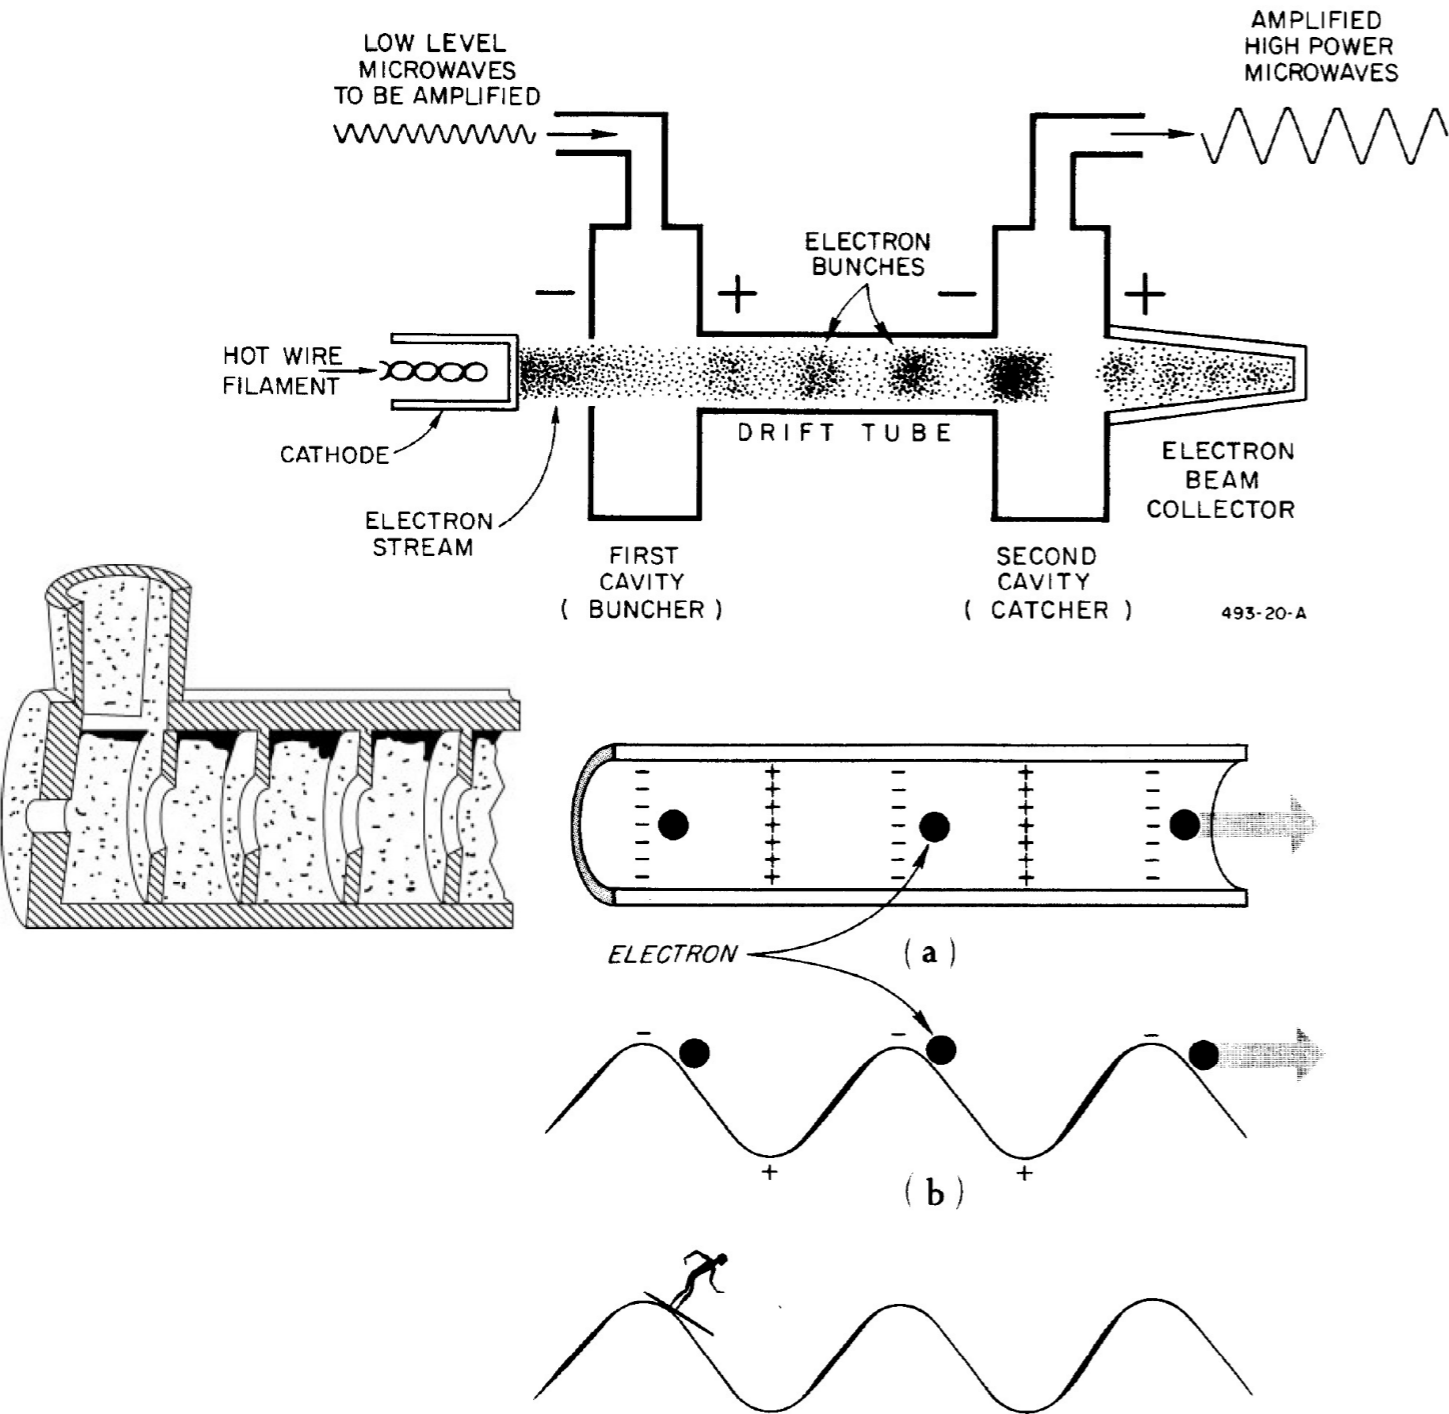 LOW LEVEL
MICROWAVES
TO BE AMPLIFIED
AMPLIFIED
HIGH POWER
MICROWAVES
ELECTRON
BUNCHES
− + − +
HOT WIRE
FILAMENT
CATHODE
DRIFT TUBE
ELECTRON
BEAM
COLLECTOR
ELECTRON
STREAM
FIRST
CAVITY
( BUNCHER )
SECOND
CAVITY
( CATCHER )
493-20-A
− + − + −
− + − + −
− + − + −
− + − + −
− + − + −
− + − + −
− + − + −
ELECTRON
(a)
− − −
+ +
(b)